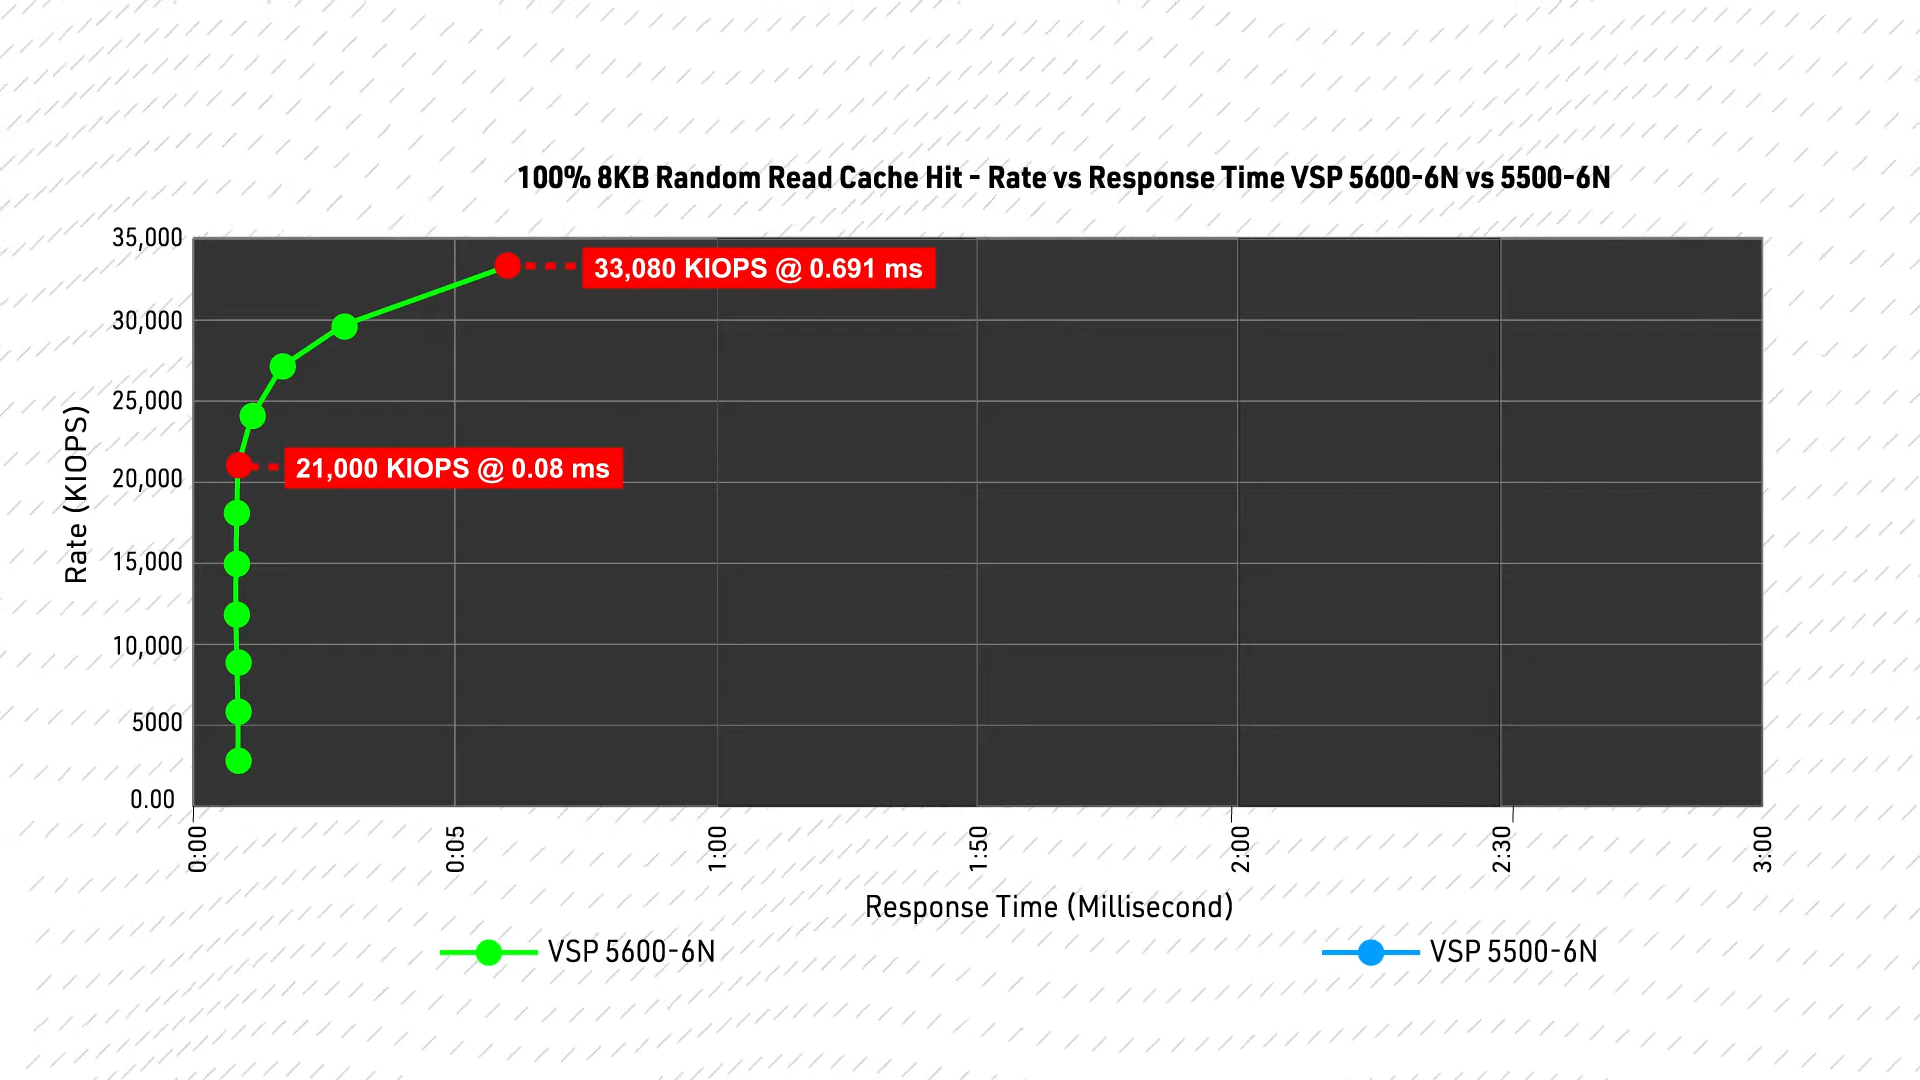 100% 8KB Random Read Cache Hit - Rate vs Response Time VSP 5600-6N vs 5500-6N
35,000
30,000
25,000
20,000
15,000
10,000
5000
0.00
Rate (KIOPS)
33,080 KIOPS @ 0.691 ms
21,000 KIOPS @ 0.08 ms
0:00
0:05
1:00
1:50
2:00
2:30
3:00
Response Time (Millisecond)
VSP 5600-6N
VSP 5500-6N